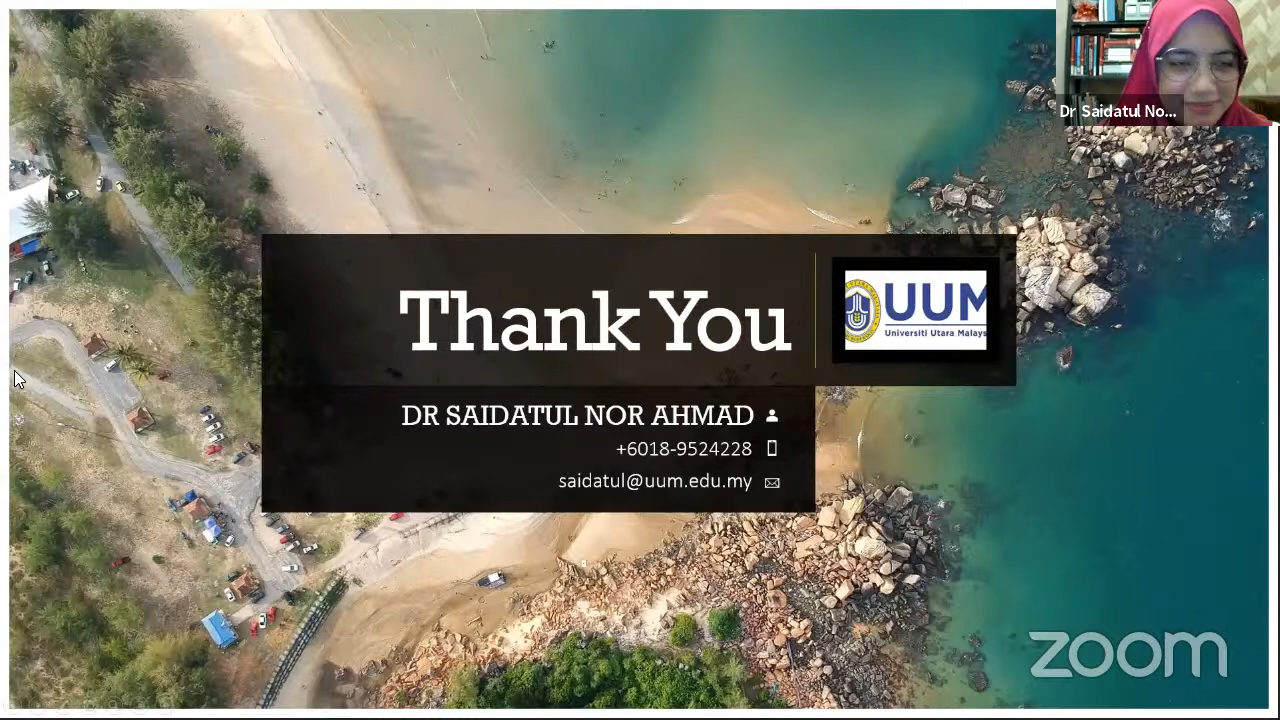 Dr Saidatul No...
Thank You
UUM
Universiti Utara Malays
DR SAIDATUL NOR AHMAD
+6018-9524228
saidatul@uum.edu.my
zoom